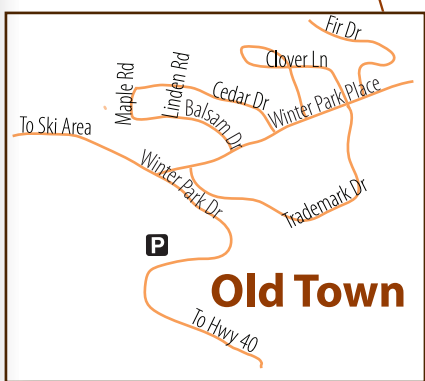 Fir Dr
Clover Ln
Maple Rd
Linden Rd
Cedar Dr
Balsam Dr
Winter Park Place
To Ski Area
Winter Park Dr
Trademark Dr
P
Old Town
To Hwy 40